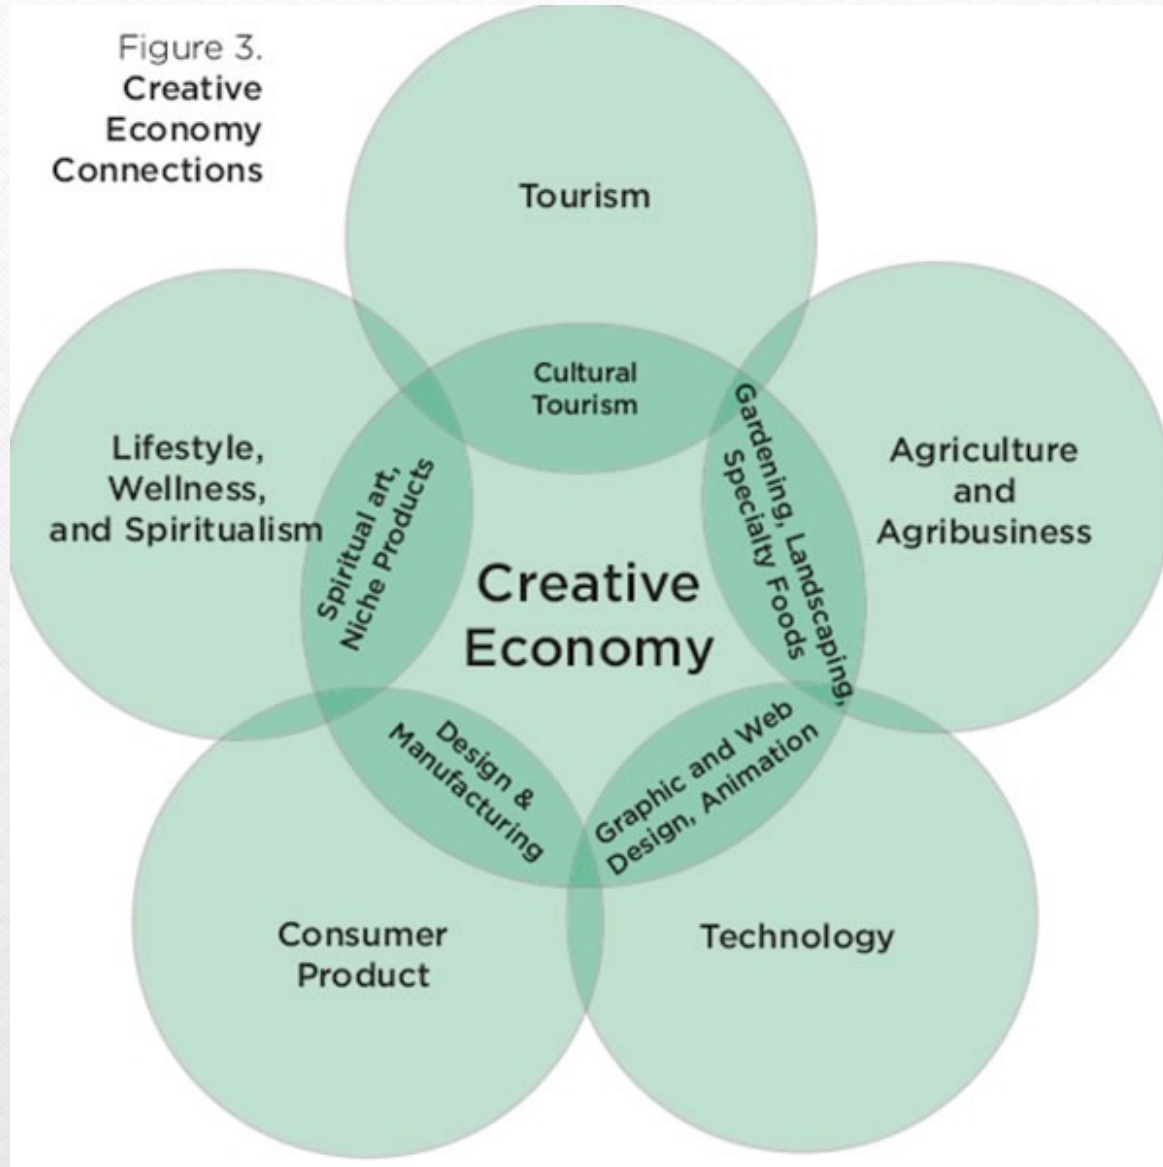 Figure 3.
Creative
Economy
Connections
Tourism
Cultural
Tourism
Lifestyle,
Wellness,
and Spiritualism
Spiritual art,
Niche Products
Creative
Economy
Gardening, Landscaping,
Specialty Foods
Agriculture
and
Agribusiness
Design &
Manufacturing
Graphic and Web
Design, Animation
Consumer
Product
Technology